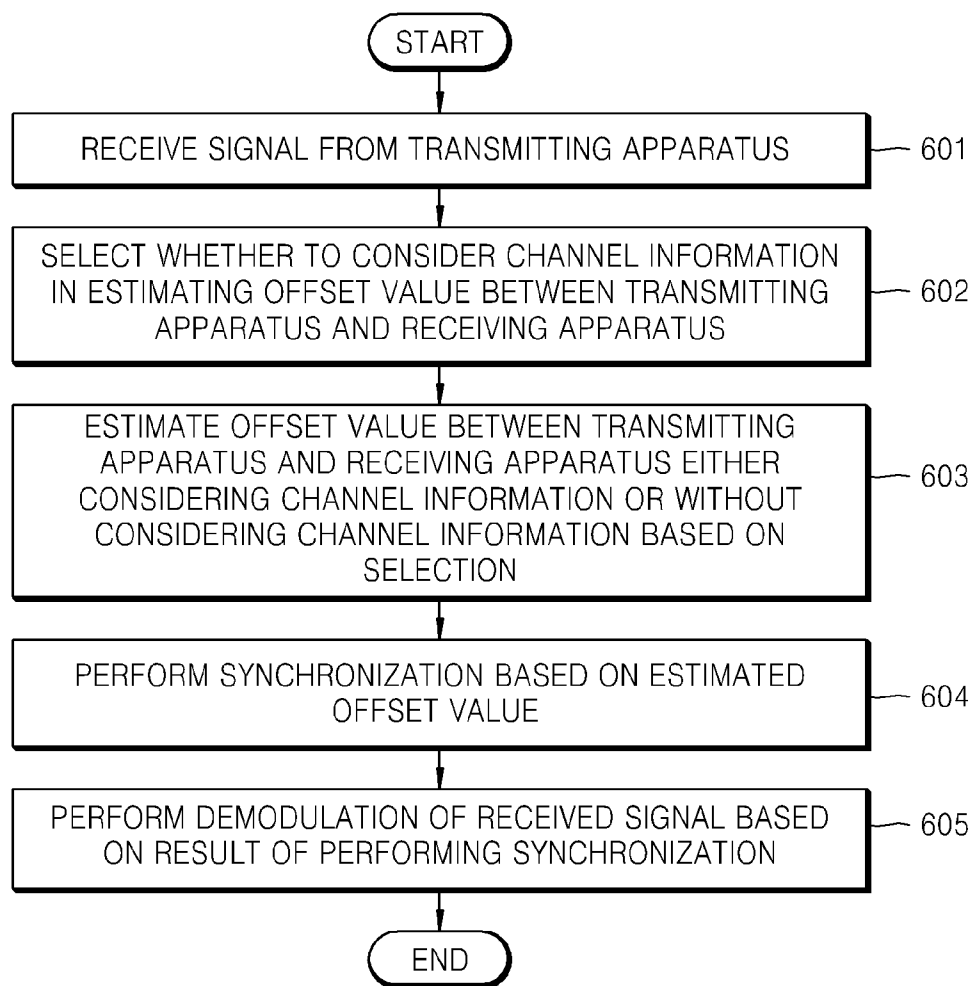 START
RECEIVE SIGNAL FROM TRANSMITTING APPARATUS
601
SELECT WHETHER TO CONSIDER CHANNEL INFORMATION
IN ESTIMATING OFFSET VALUE BETWEEN TRANSMITTING
APPARATUS AND RECEIVING APPARATUS
602
ESTIMATE OFFSET VALUE BETWEEN TRANSMITTING
APPARATUS AND RECEIVING APPARATUS EITHER
CONSIDERING CHANNEL INFORMATION OR WITHOUT
CONSIDERING CHANNEL INFORMATION BASED ON
SELECTION
603
PERFORM SYNCHRONIZATION BASED ON ESTIMATED
OFFSET VALUE
604
PERFORM DEMODULATION OF RECEIVED SIGNAL BASED
ON RESULT OF PERFORMING SYNCHRONIZATION
605
END